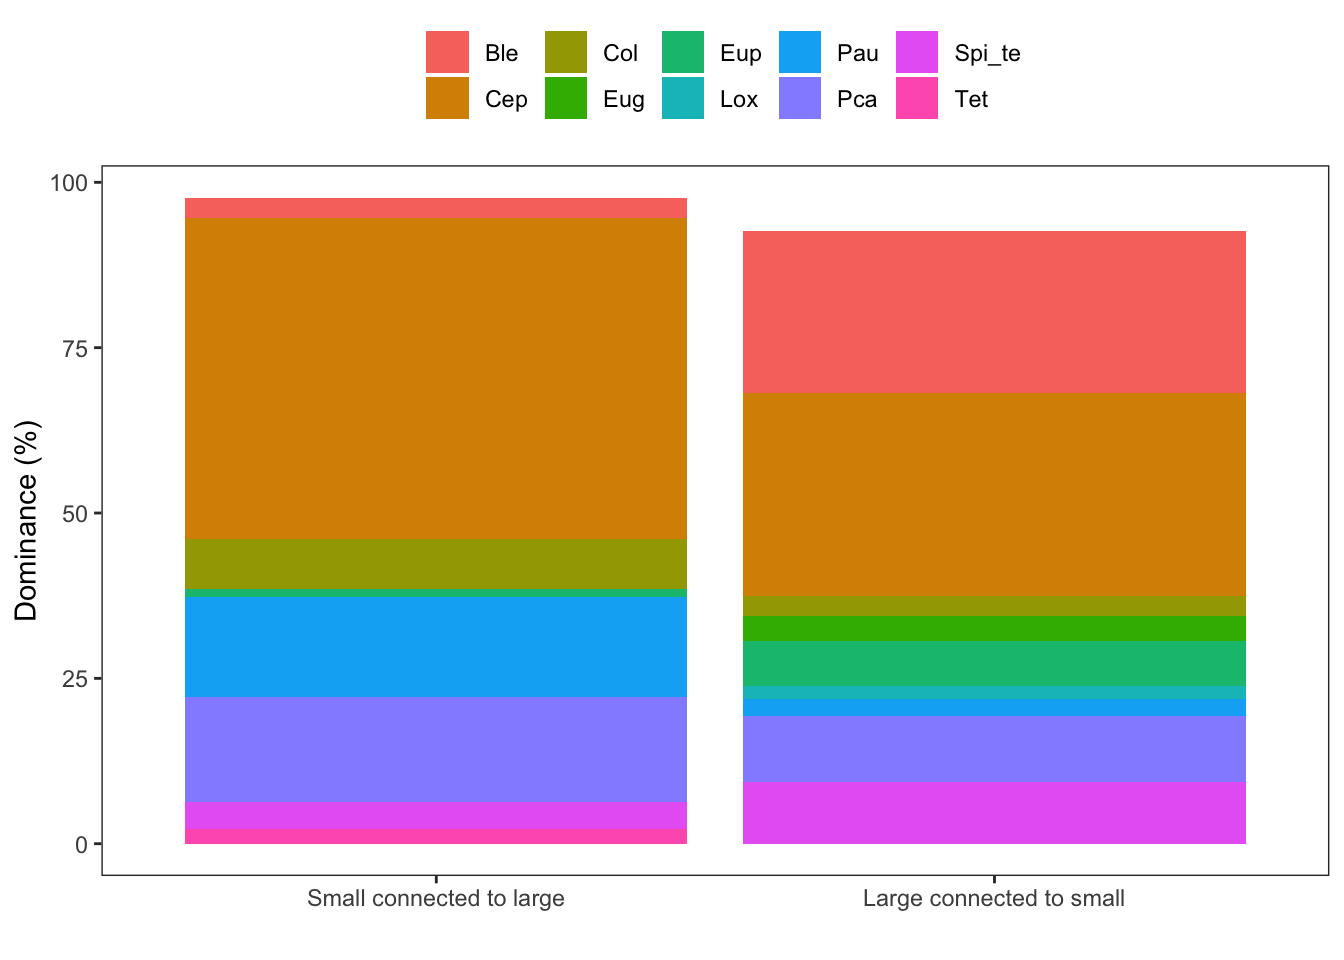 Ble Col Eup Pau Spi_te
Cep Eug Lox Pca Tet
100
75
50
25
0
Dominance (%)
Small connected to large Large connected to small